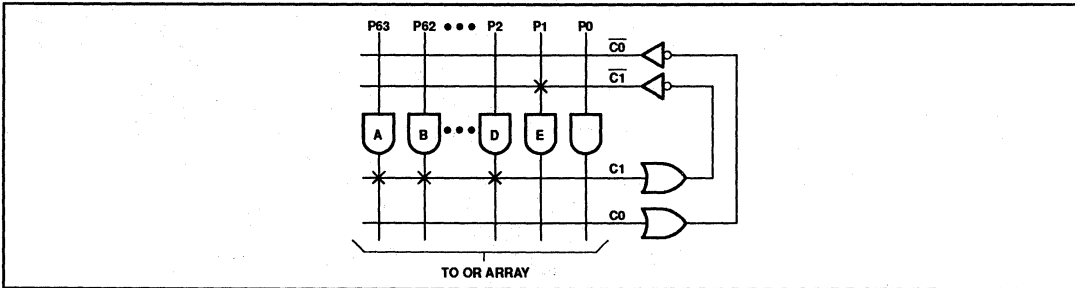 P63 P62 ••• P2 P1 P0
C0
C1
A B ••• D E
C1
C0
TO OR ARRAY